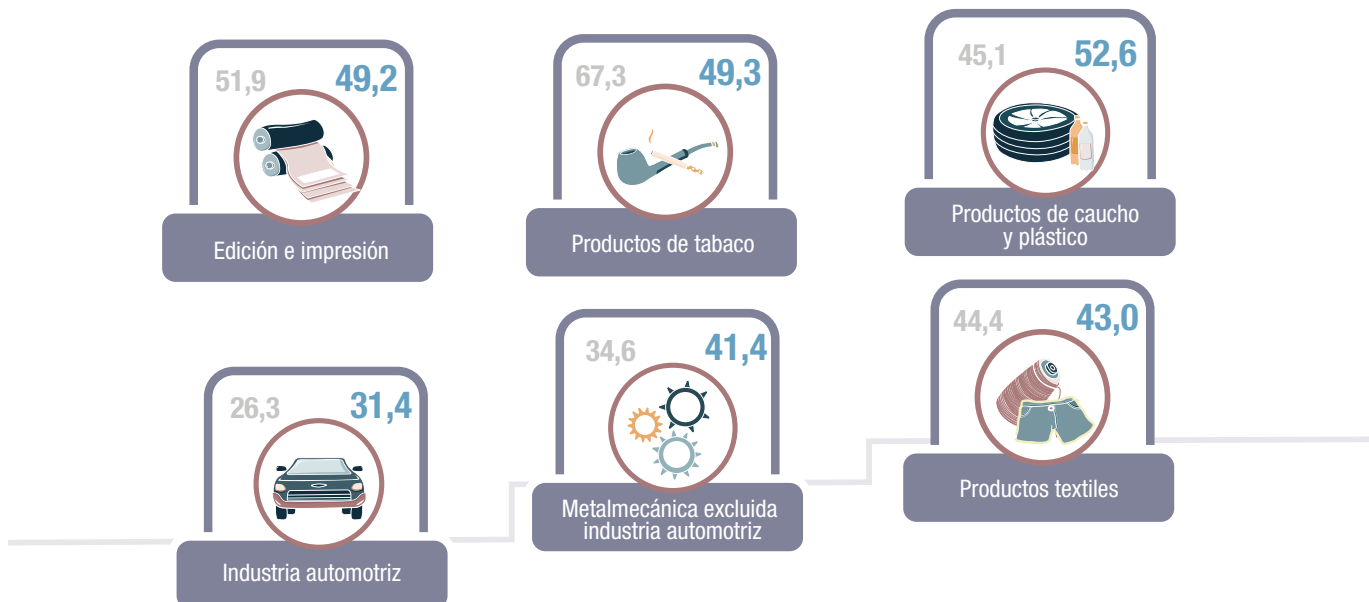 51,9 49,2
Edición e impresión
67,3 49,3
Productos de tabaco
45,1 52,6
Productos de caucho
y plástico
26,3 31,4
Industria automotriz
34,6 41,4
Metalmecánica excluida
industria automotriz
44,4 43,0
Productos textiles